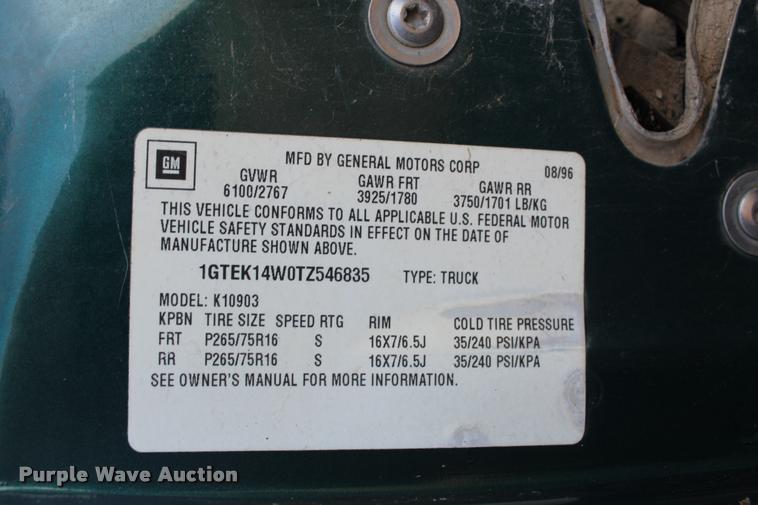 GM
MFD BY GENERAL MOTORS CORP 08/96
GVWR GAWR FRT GAWR RR
6100/2767 3925/1780 3750/1701 LB/KG
THIS VEHICLE CONFORMS TO ALL APPLICABLE U.S. FEDERAL MOTOR
VEHICLE SAFETY STANDARDS IN EFFECT ON THE DATE OF
MANUFACTURE SHOWN ABOVE.
1GTEK14W0TZ546835 TYPE: TRUCK
MODEL: K10903
KPBN TIRE SIZE SPEED RTG RIM COLD TIRE PRESSURE
FRT P265/75R16 S 16X7/6.5J 35/240 PSI/KPA
RR P265/75R16 S 16X7/6.5J 35/240 PSI/KPA
SEE OWNER'S MANUAL FOR MORE INFORMATION.
Purple Wave Auction